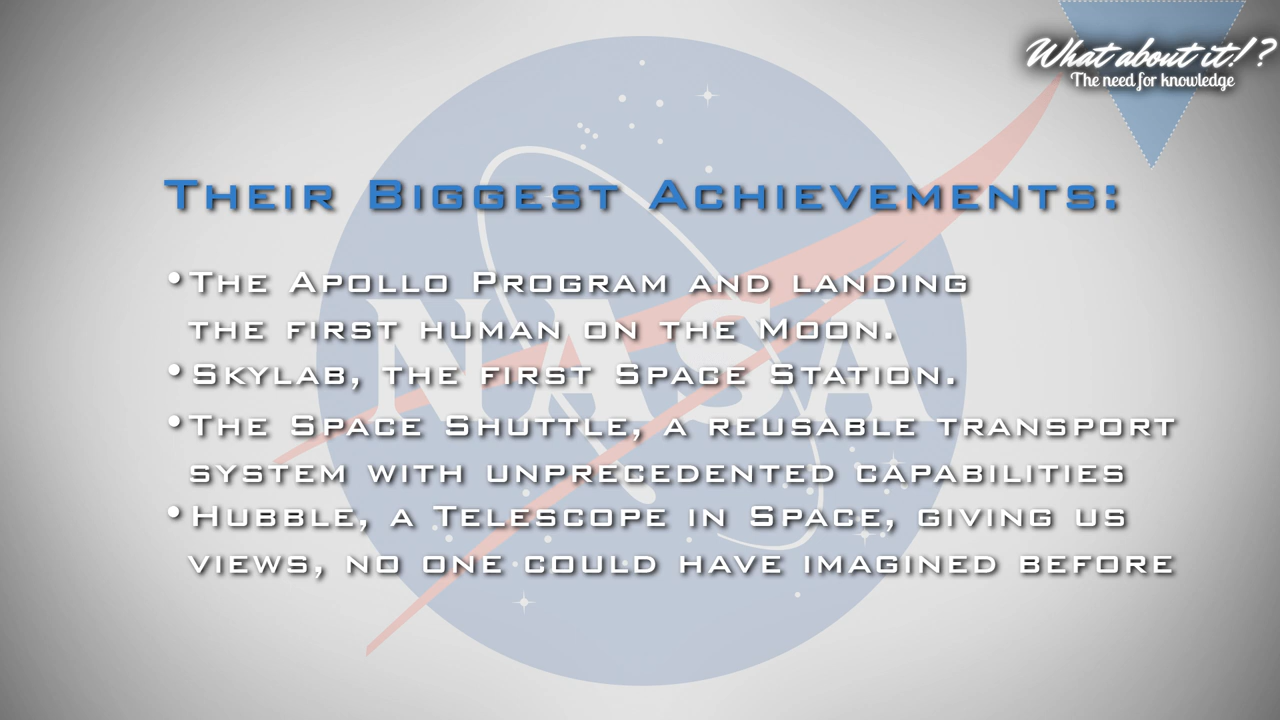 What about it!?
The need for knowledge
Their Biggest Achievements:
•The Apollo Program and landing
the first human on the Moon.
•Skylab, the first Space Station.
•The Space Shuttle, a reusable transport
system with unprecedented capabilities
•Hubble, a Telescope in Space, giving us
views, no one could have imagined before
NASA